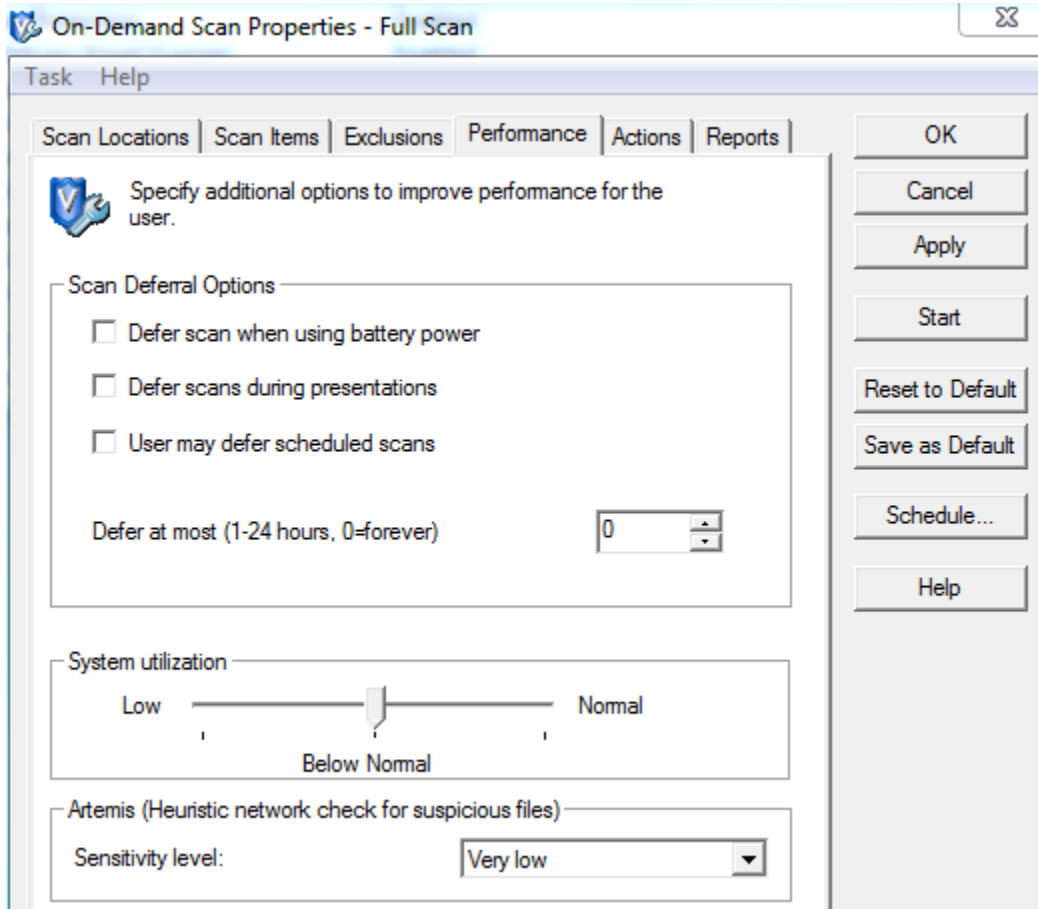 On-Demand Scan Properties - Full Scan
Task Help
Scan Locations Scan Items Exclusions Performance Actions Reports
Specify additional options to improve performance for the
user.
Scan Deferral Options
Defer scan when using battery power
Defer scans during presentations
User may defer scheduled scans
Defer at most (1-24 hours, 0=forever) 0
System utilization
Low Normal
Below Normal
Artemis (Heuristic network check for suspicious files)
Sensitivity level: Very low
OK
Cancel
Apply
Start
Reset to Default
Save as Default
Schedule...
Help